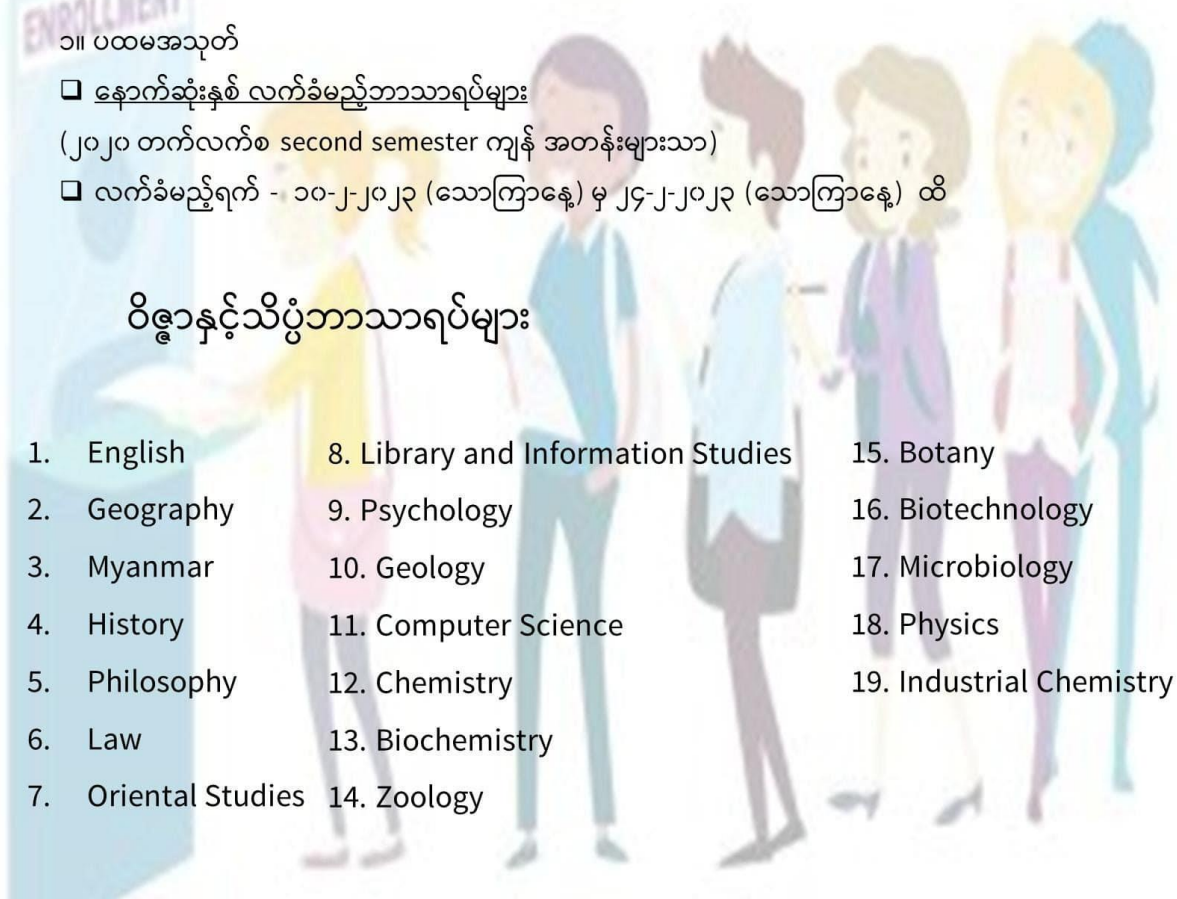 ENROLLMENT
၁။ ပထမအသုတ်
❑ နောက်ဆုံးနှစ် လက်ခံမည့်ဘာသာရပ်များ
(၂၀၂၀ တက်လက်စ second semester ကျန် အတန်းများသာ)
❑ လက်ခံမည့်ရက် - ၁၀-၂-၂၀၂၃ (သောကြာနေ့) မှ ၂၄-၂-၂၀၂၃ (သောကြာနေ့) ထိ
ဝိဇ္ဇာနှင့်သိပ္ပံဘာသာရပ်များ
1. English
2. Geography
3. Myanmar
4. History
5. Philosophy
6. Law
7. Oriental Studies
8. Library and Information Studies
9. Psychology
10. Geology
11. Computer Science
12. Chemistry
13. Biochemistry
14. Zoology
15. Botany
16. Biotechnology
17. Microbiology
18. Physics
19. Industrial Chemistry